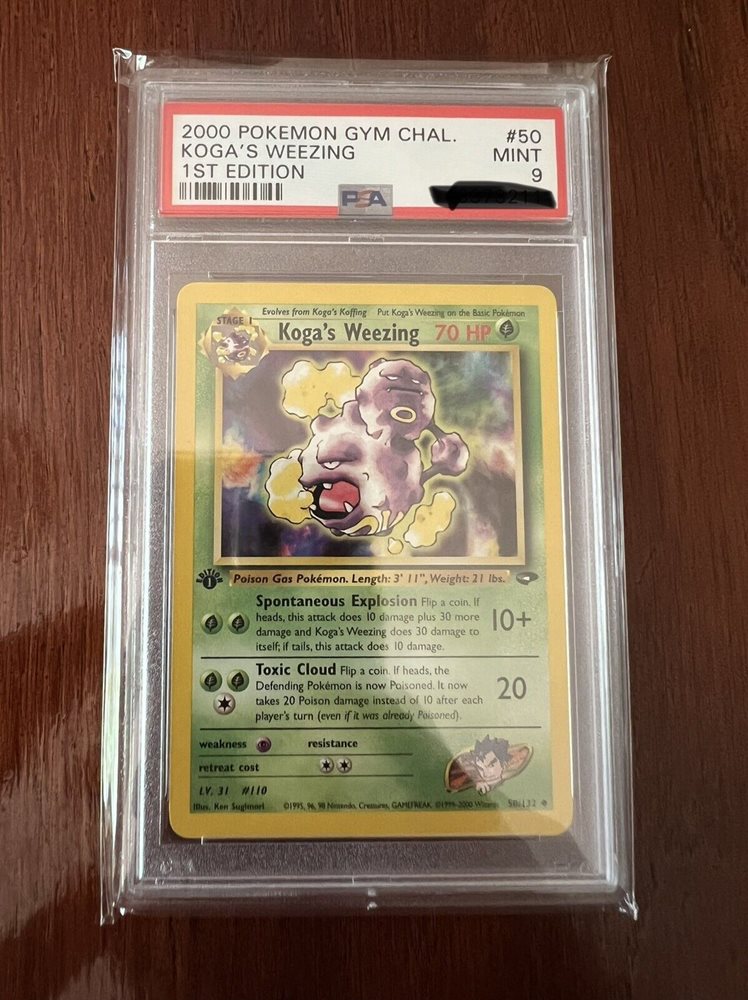 2000 POKEMON GYM CHAL. #50
KOGA'S WEEZING MINT
1ST EDITION 9
PSA
Evolves from Koga's Koffing Put Koga's Weezing on the Basic Pokémon
STAGE 1
Koga's Weezing 70 HP
EDITION
1
Poison Gas Pokémon. Length: 3' 11", Weight: 21 lbs.
Spontaneous Explosion Flip a coin. If
heads, this attack does 10 damage plus 30 more
damage and Koga's Weezing does 30 damage to
itself; if tails, this attack does 10 damage.
10+
Toxic Cloud Flip a coin. If heads, the
Defending Pokémon is now Poisoned. It now
takes 20 Poison damage instead of 10 after each
player's turn (even if it was already Poisoned).
20
weakness resistance
retreat cost
LV. 31 #110
Illus. Ken Sugimori ©1995, 96, 98 Nintendo, Creatures, GAMEFREAK. ©1999-2000 Wizards 50/132